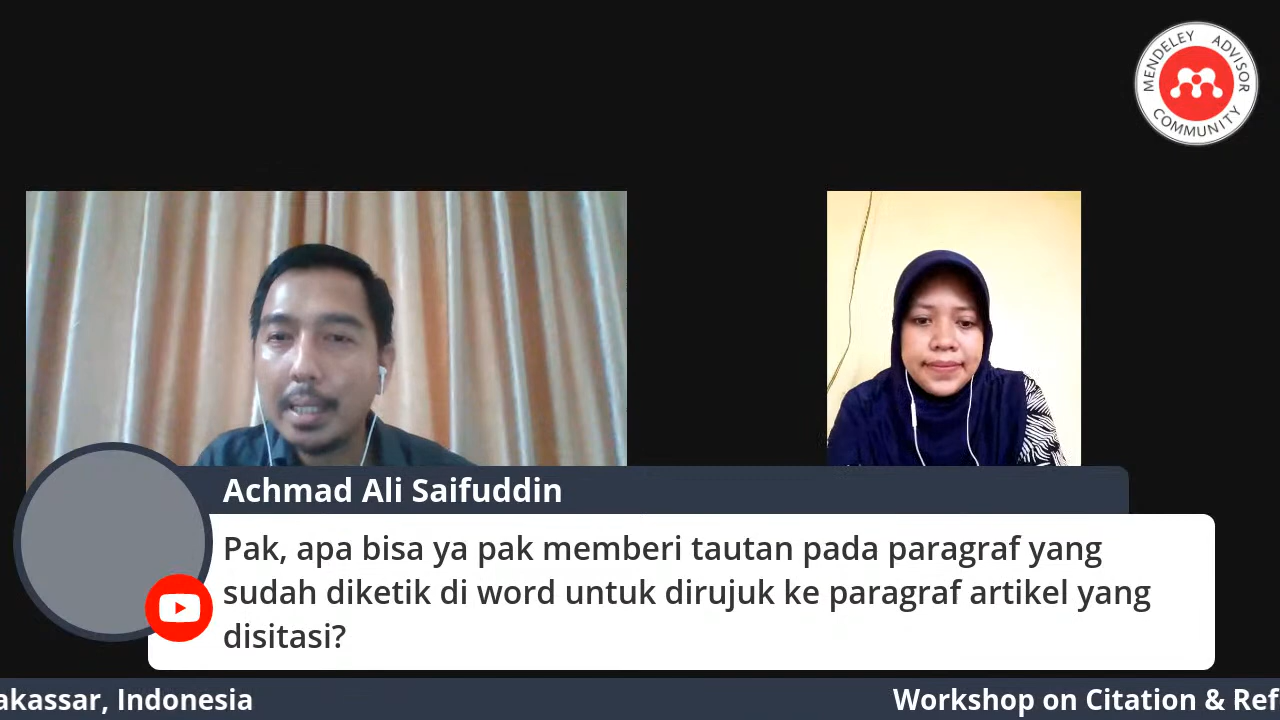 MENDELEY ADVISOR
COMMUNITY
Achmad Ali Saifuddin
Pak, apa bisa ya pak memberi tautan pada paragraf yang
sudah diketik di word untuk dirujuk ke paragraf artikel yang
disitasi?
akassar, Indonesia
Workshop on Citation & Ref